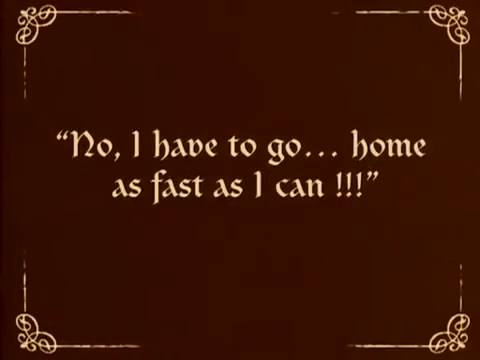 “No, I have to go... home
as fast as I can !!!”